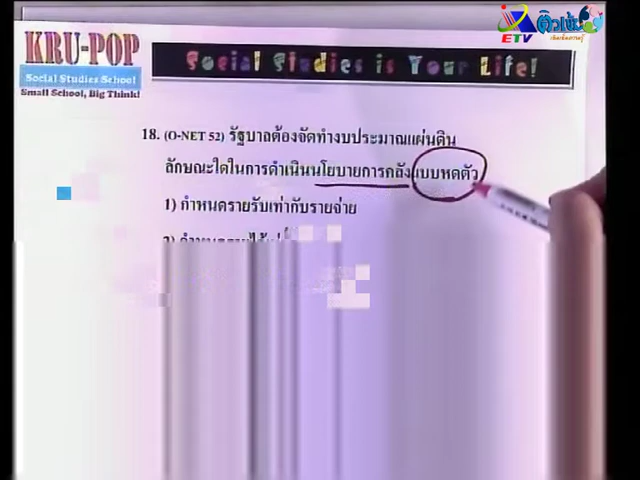 ETV ติวเข้ม
KRU-POP
Social Studies School
Small School, Big Think!
Social Studies is Your Life!
18. (O-NET 52) รัฐบาลต้องจัดทำงบประมาณแผ่นดิน
ลักษณะใดในการดำเนินนโยบายการคลังแบบหดตัว
1) กำหนดรายรับเท่ากับรายจ่าย